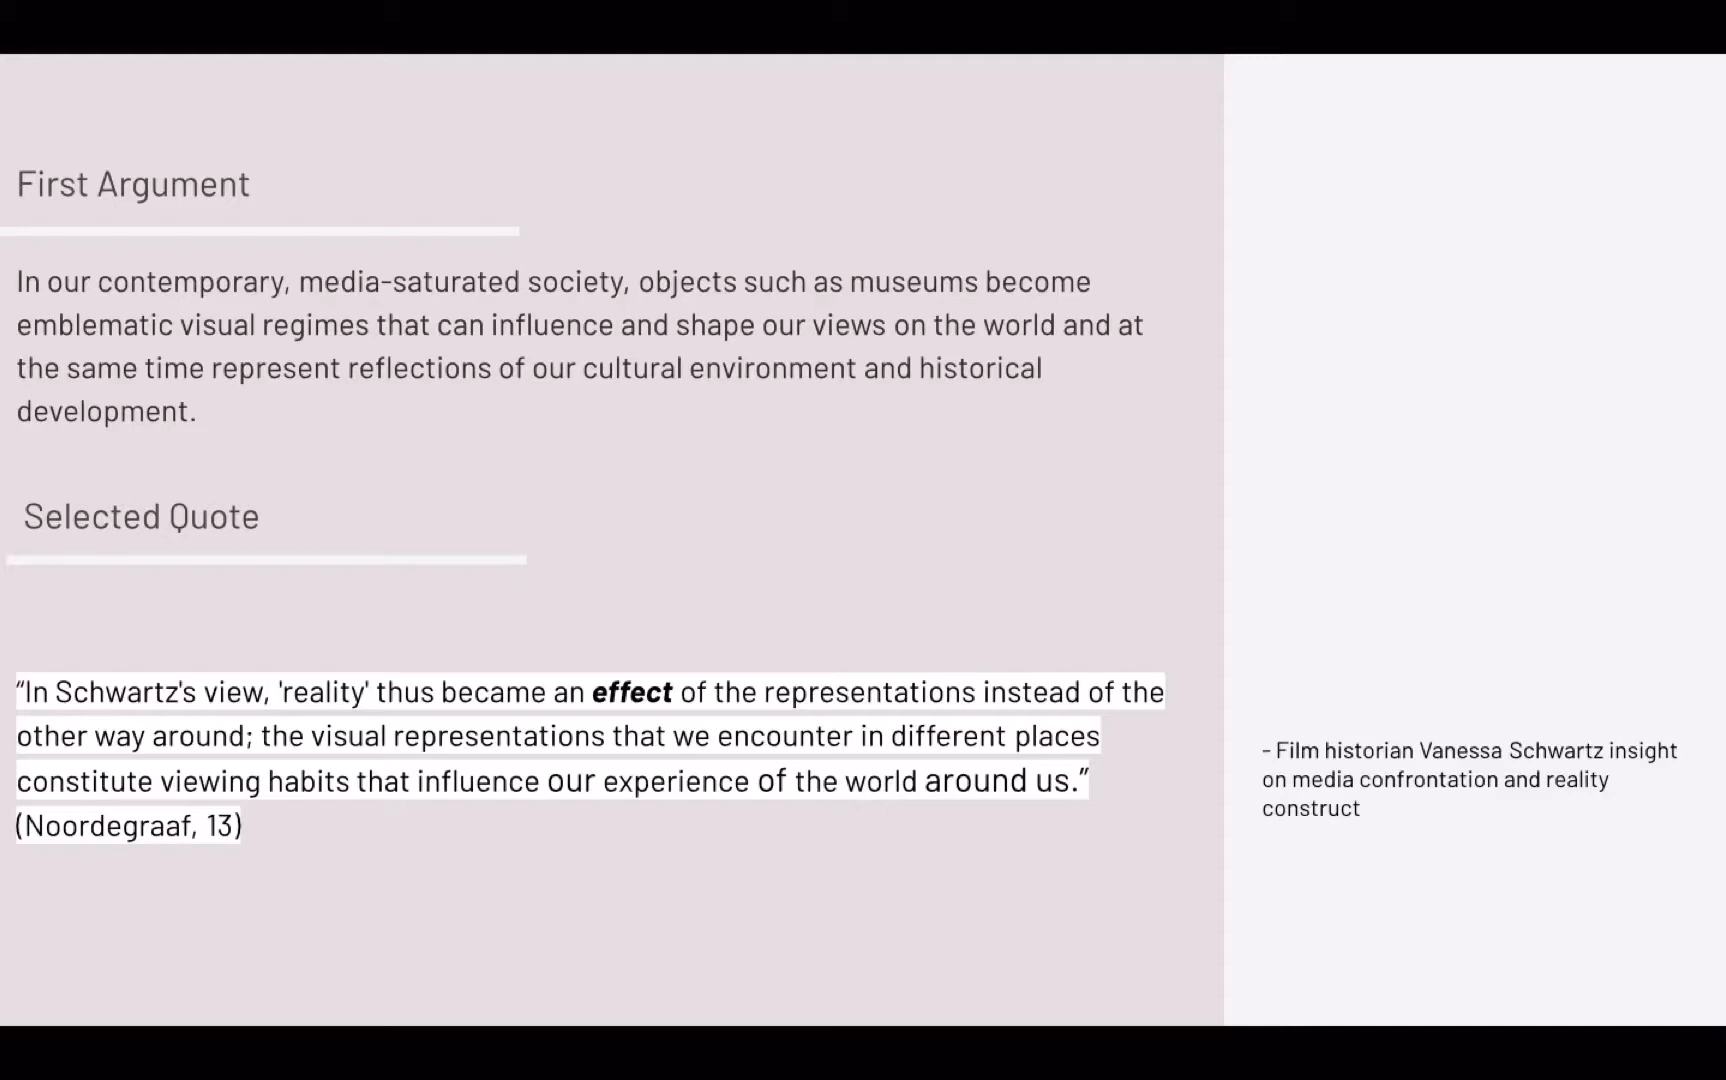 First Argument
In our contemporary, media-saturated society, objects such as museums become
emblematic visual regimes that can influence and shape our views on the world and at
the same time represent reflections of our cultural environment and historical
development.
Selected Quote
“In Schwartz's view, 'reality' thus became an effect of the representations instead of the
other way around; the visual representations that we encounter in different places
constitute viewing habits that influence our experience of the world around us.”
(Noordegraaf, 13)
- Film historian Vanessa Schwartz insight
on media confrontation and reality
construct